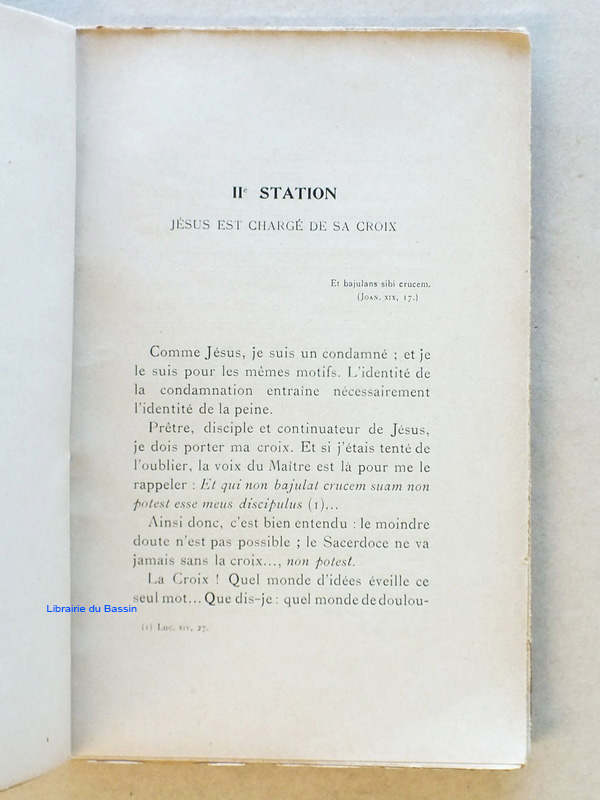 IIe STATION
JÉSUS EST CHARGÉ DE SA CROIX
Et bajulans sibi crucem.
(Joan. xix, 17.)
Comme Jésus, je suis un condamné ; et je
le suis pour les mêmes motifs. L'identité de
la condamnation entraîne nécessairement
l'identité de la peine.
Prêtre, disciple et continuateur de Jésus,
je dois porter ma croix. Et si j'étais tenté de
l'oublier, la voix du Maître est là pour me le
rappeler : Et qui non bajulat crucem suam non
potest esse meus discipulus (1)...
Ainsi donc, c'est bien entendu : le moindre
doute n'est pas possible ; le Sacerdoce ne va
jamais sans la croix..., non potest.
La Croix ! Quel monde d'idées éveille ce
seul mot... Que dis-je : quel monde de doulou-
Librairie du Bassin
(1) Luc. xiv, 27.